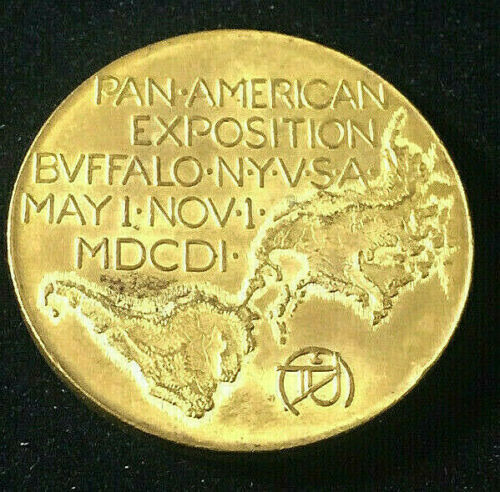 PAN·AMERICAN
EXPOSITION
BVFFALO·N·Y·V·S·A·
MAY 1·NOV·1·
MDCDI·